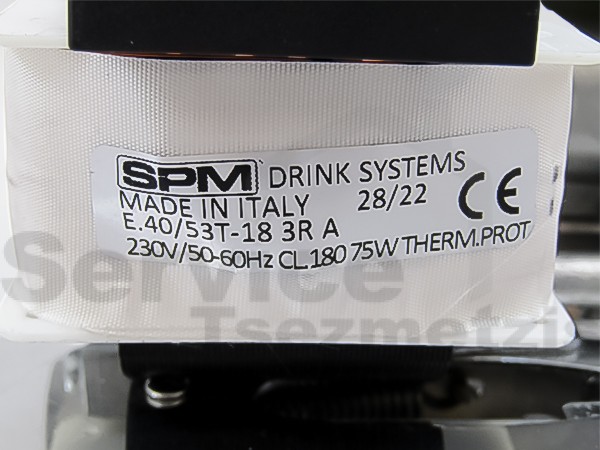 SPM DRINK SYSTEMS
MADE IN ITALY 28/22 CE
E.40/53T-18 3R A
230V/50-60Hz CL.180 75W THERM.PROT
Service
Tsezmetzis